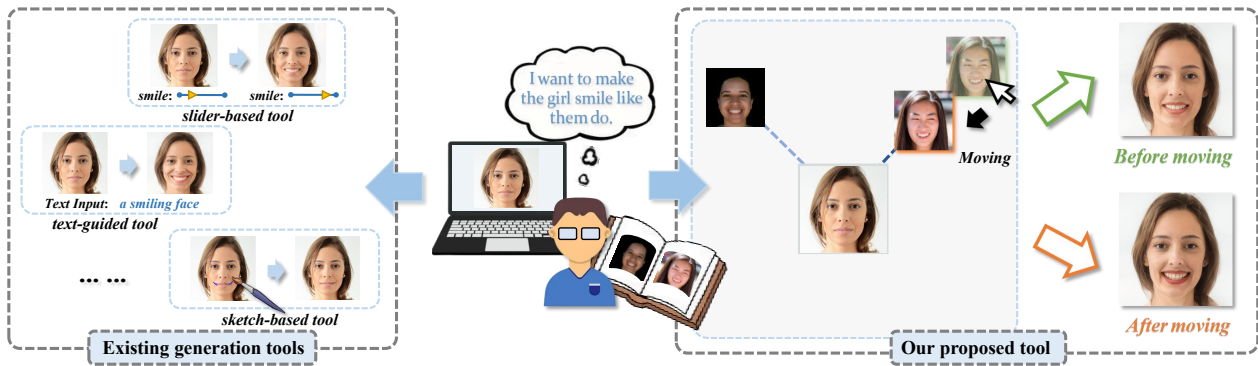 smile:
smile:
slider-based tool
Text Input: a smiling face
text-guided tool
... ...
sketch-based tool
Existing generation tools
I want to make
the girl smile like
them do.
Moving
Before moving
After moving
Our proposed tool